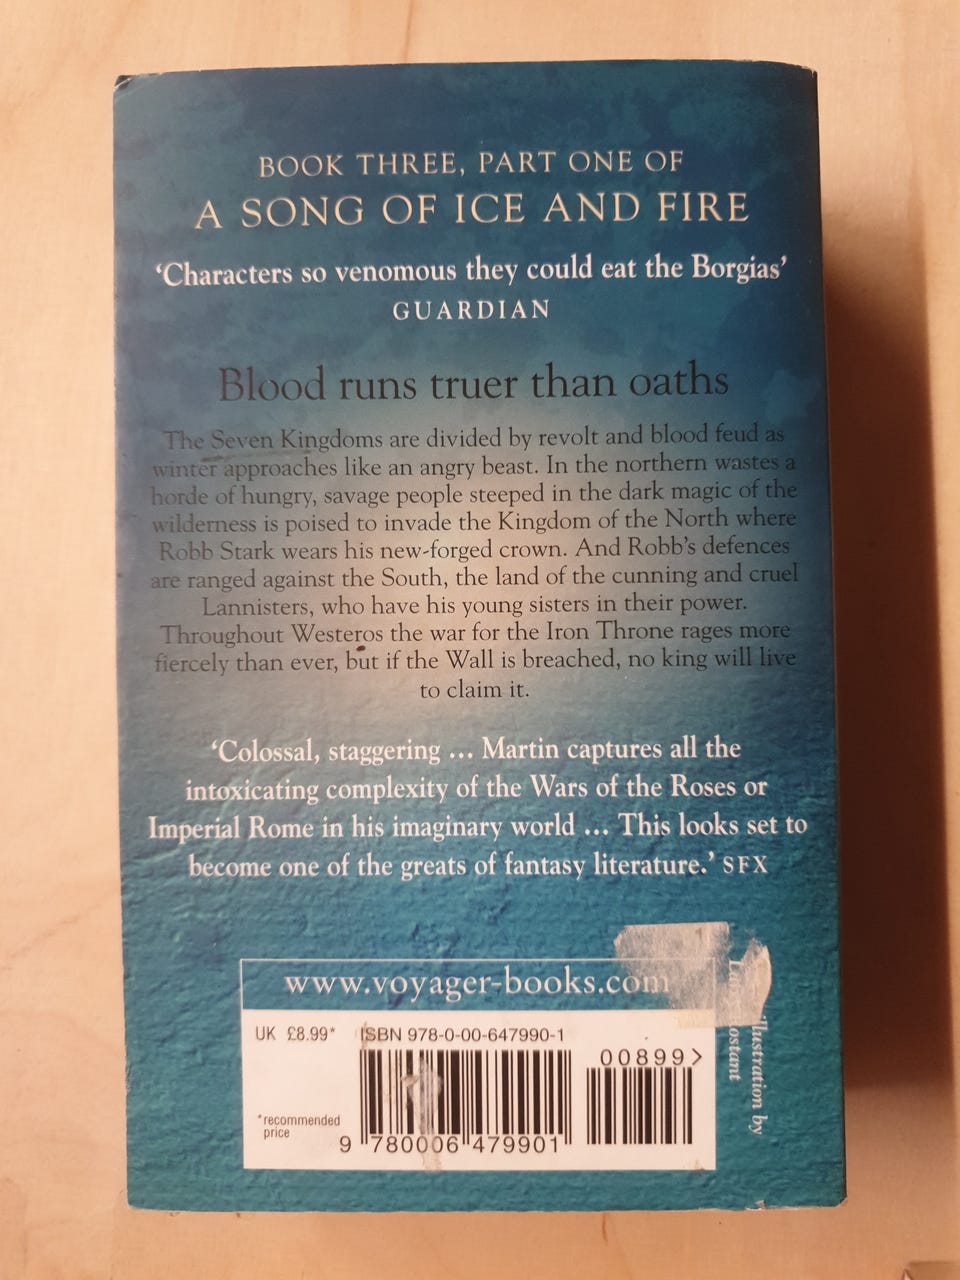 BOOK THREE, PART ONE OF
A SONG OF ICE AND FIRE
‘Characters so venomous they could eat the Borgias’
GUARDIAN
Blood runs truer than oaths
The Seven Kingdoms are divided by revolt and blood feud as
winter approaches like an angry beast. In the northern wastes a
horde of hungry, savage people steeped in the dark magic of the
wilderness is poised to invade the Kingdom of the North where
Robb Stark wears his new-forged crown. And Robb’s defences
are ranged against the South, the land of the cunning and cruel
Lannisters, who have his young sisters in their power.
Throughout Westeros the war for the Iron Throne rages more
fiercely than ever, but if the Wall is breached, no king will live
to claim it.
‘Colossal, staggering ... Martin captures all the
intoxicating complexity of the Wars of the Roses or
Imperial Rome in his imaginary world ... This looks set to
become one of the greats of fantasy literature.’ SFX
www.voyager-books.com
UK £8.99*
ISBN 978-0-00-647990-1
00899>
*recommended
price
9 780006 479901
Illustration by